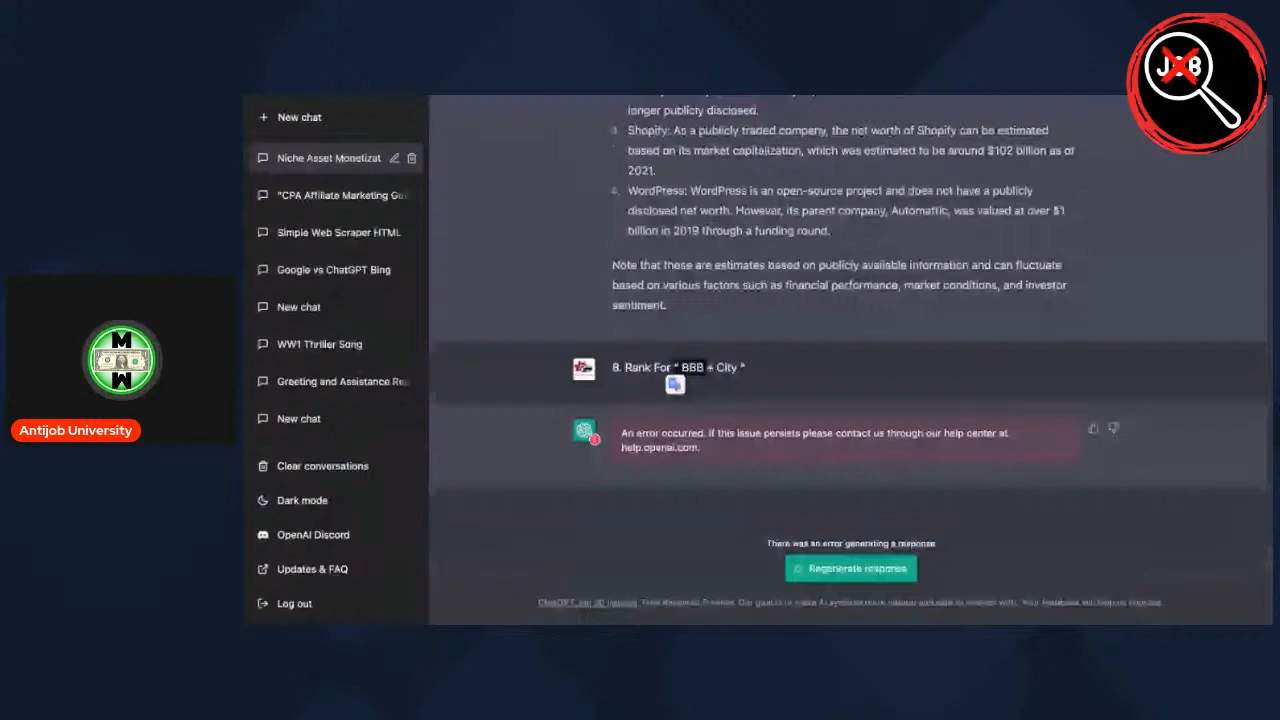 JOB
+ New chat
Niche Asset Monetizat
"CPA Affiliate Marketing Gu
Simple Web Scraper HTML
Google vs ChatGPT Bing
New chat
WW1 Thriller Song
Greeting and Assistance Re
New chat
Clear conversations
Dark mode
OpenAI Discord
Updates & FAQ
Log out
M
M
Antijob University
longer publicly disclosed.
3. Shopify: As a publicly traded company, the net worth of Shopify can be estimated
based on its market capitalization, which was estimated to be around $102 billion as of
2021.
4. WordPress: WordPress is an open-source project and does not have a publicly
disclosed net worth. However, its parent company, Automattic, was valued at over $1
billion in 2019 through a funding round.
Note that these are estimates based on publicly available information and can fluctuate
based on various factors such as financial performance, market conditions, and investor
sentiment.
8. Rank For " BBB + City "
An error occurred. If this issue persists please contact us through our help center at
help.openai.com.
There was an error generating a response
Regenerate response